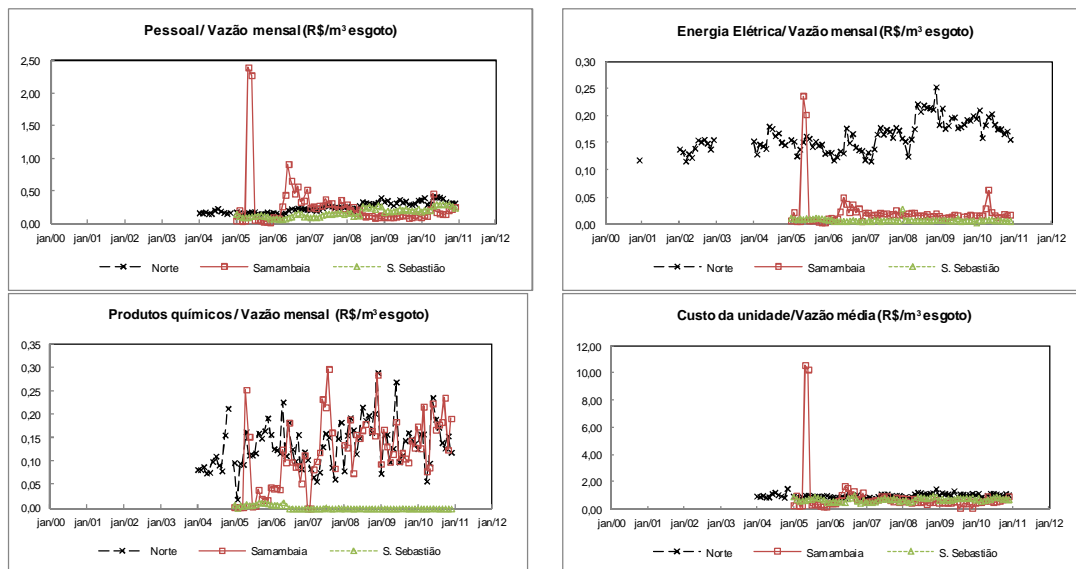 Pessoal/ Vazão mensal (R$/m³ esgoto)
2,50
2,00
1,50
1,00
0,50
0,00
jan/00 jan/01 jan/02 jan/03 jan/04 jan/05 jan/06 jan/07 jan/08 jan/09 jan/10 jan/11 jan/12
Norte Samambaia S. Sebastião
Energia Elétrica/ Vazão mensal (R$/m³ esgoto)
0,30
0,25
0,20
0,15
0,10
0,05
0,00
jan/00 jan/01 jan/02 jan/03 jan/04 jan/05 jan/06 jan/07 jan/08 jan/09 jan/10 jan/11 jan/12
Norte Samambaia S. Sebastião
Produtos químicos/ Vazão mensal (R$/m³ esgoto)
0,35
0,30
0,25
0,20
0,15
0,10
0,05
0,00
jan/00 jan/01 jan/02 jan/03 jan/04 jan/05 jan/06 jan/07 jan/08 jan/09 jan/10 jan/11 jan/12
Norte Samambaia S. Sebastião
Custo da unidade/Vazão média (R$/m³ esgoto)
12,00
10,00
8,00
6,00
4,00
2,00
0,00
jan/00 jan/01 jan/02 jan/03 jan/04 jan/05 jan/06 jan/07 jan/08 jan/09 jan/10 jan/11 jan/12
Norte Samambaia S. Sebastião